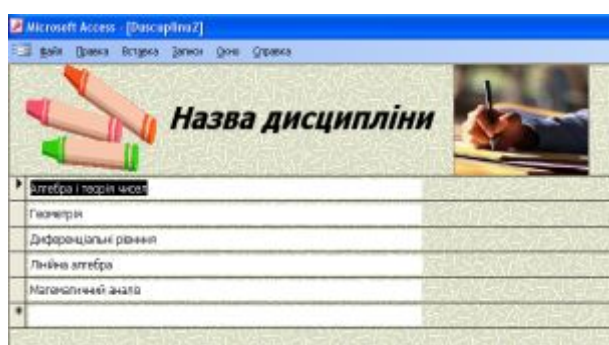 Microsoft Access - [Duscuplinu2]
Файл Правка Вставка Записи Окно Справка
Назва дисципліни
Алгебра і теорія чисел
Геометрія
Диференціальні рівняння
Лінійна алгебра
Математичний аналіз